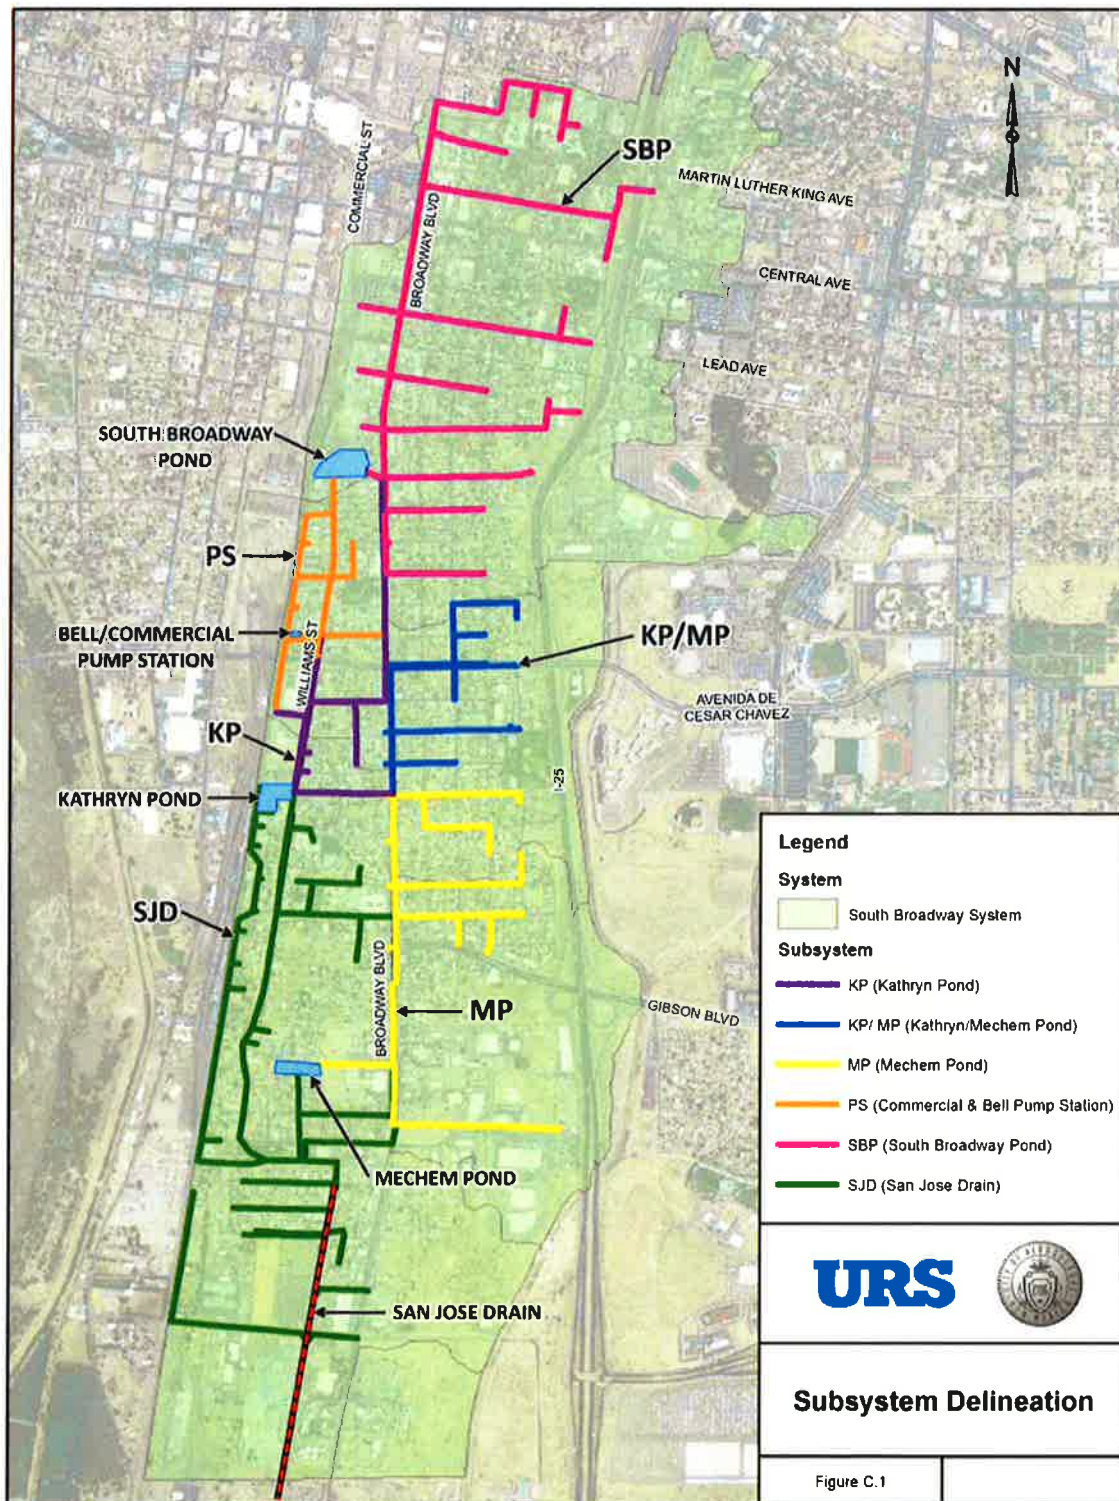 N
COMMERCIAL ST
SBP
MARTIN LUTHER KING AVE
BROADWAY BLVD
CENTRAL AVE
LEAD AVE
SOUTH BROADWAY
POND
PS
BELL/COMMERCIAL
PUMP STATION
WILLIAMS ST
KP/MP
AVENIDA DE
CESAR CHAVEZ
KP
I-25
KATHRYN POND
SJD
BROADWAY BLVD
MP
GIBSON BLVD
MECHEM POND
SAN JOSE DRAIN
Legend
System
South Broadway System
Subsystem
KP (Kathryn Pond)
KP/ MP (Kathryn/Mechem Pond)
MP (Mechem Pond)
PS (Commercial & Bell Pump Station)
SBP (South Broadway Pond)
SJD (San Jose Drain)
URS
Subsystem Delineation
Figure C.1